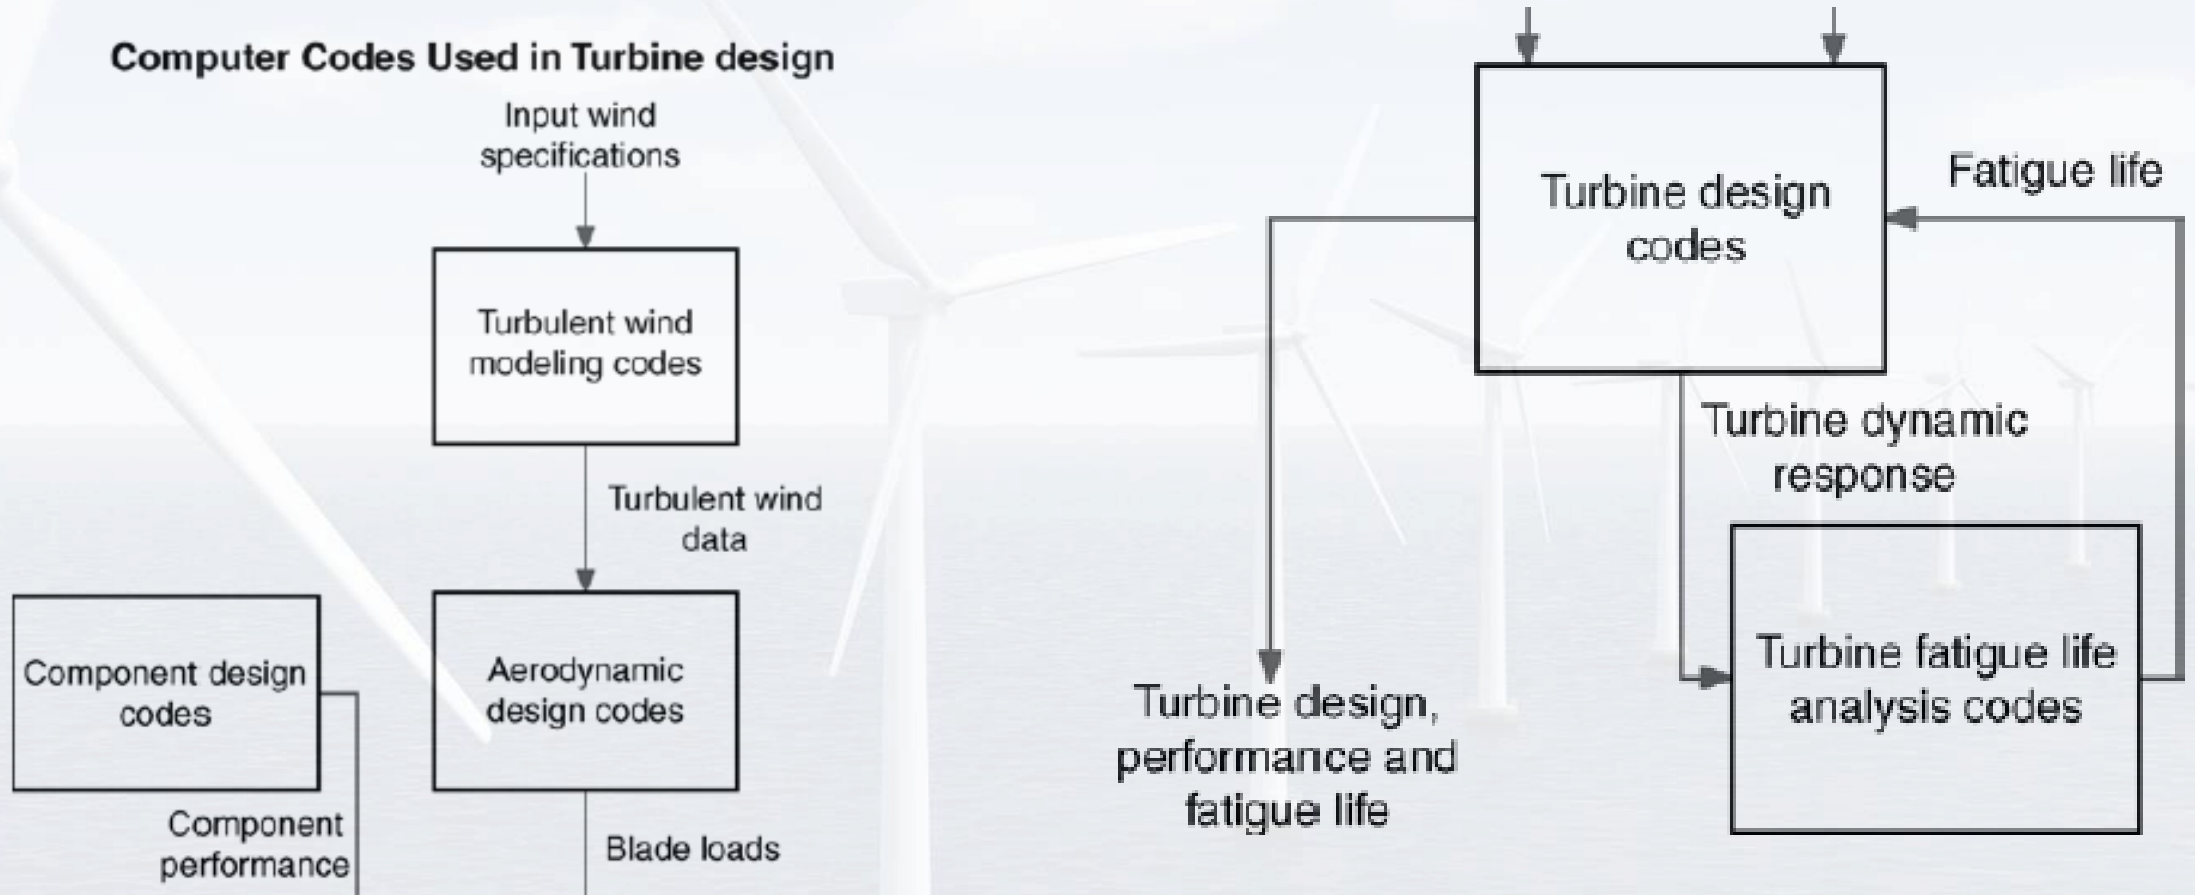 Computer Codes Used in Turbine design
Input wind
specifications
Turbulent wind
modeling codes
Turbulent wind
data
Component design
codes
Aerodynamic
design codes
Component
performance
Blade loads
Turbine design
codes
Fatigue life
Turbine dynamic
response
Turbine fatigue life
analysis codes
Turbine design,
performance and
fatigue life